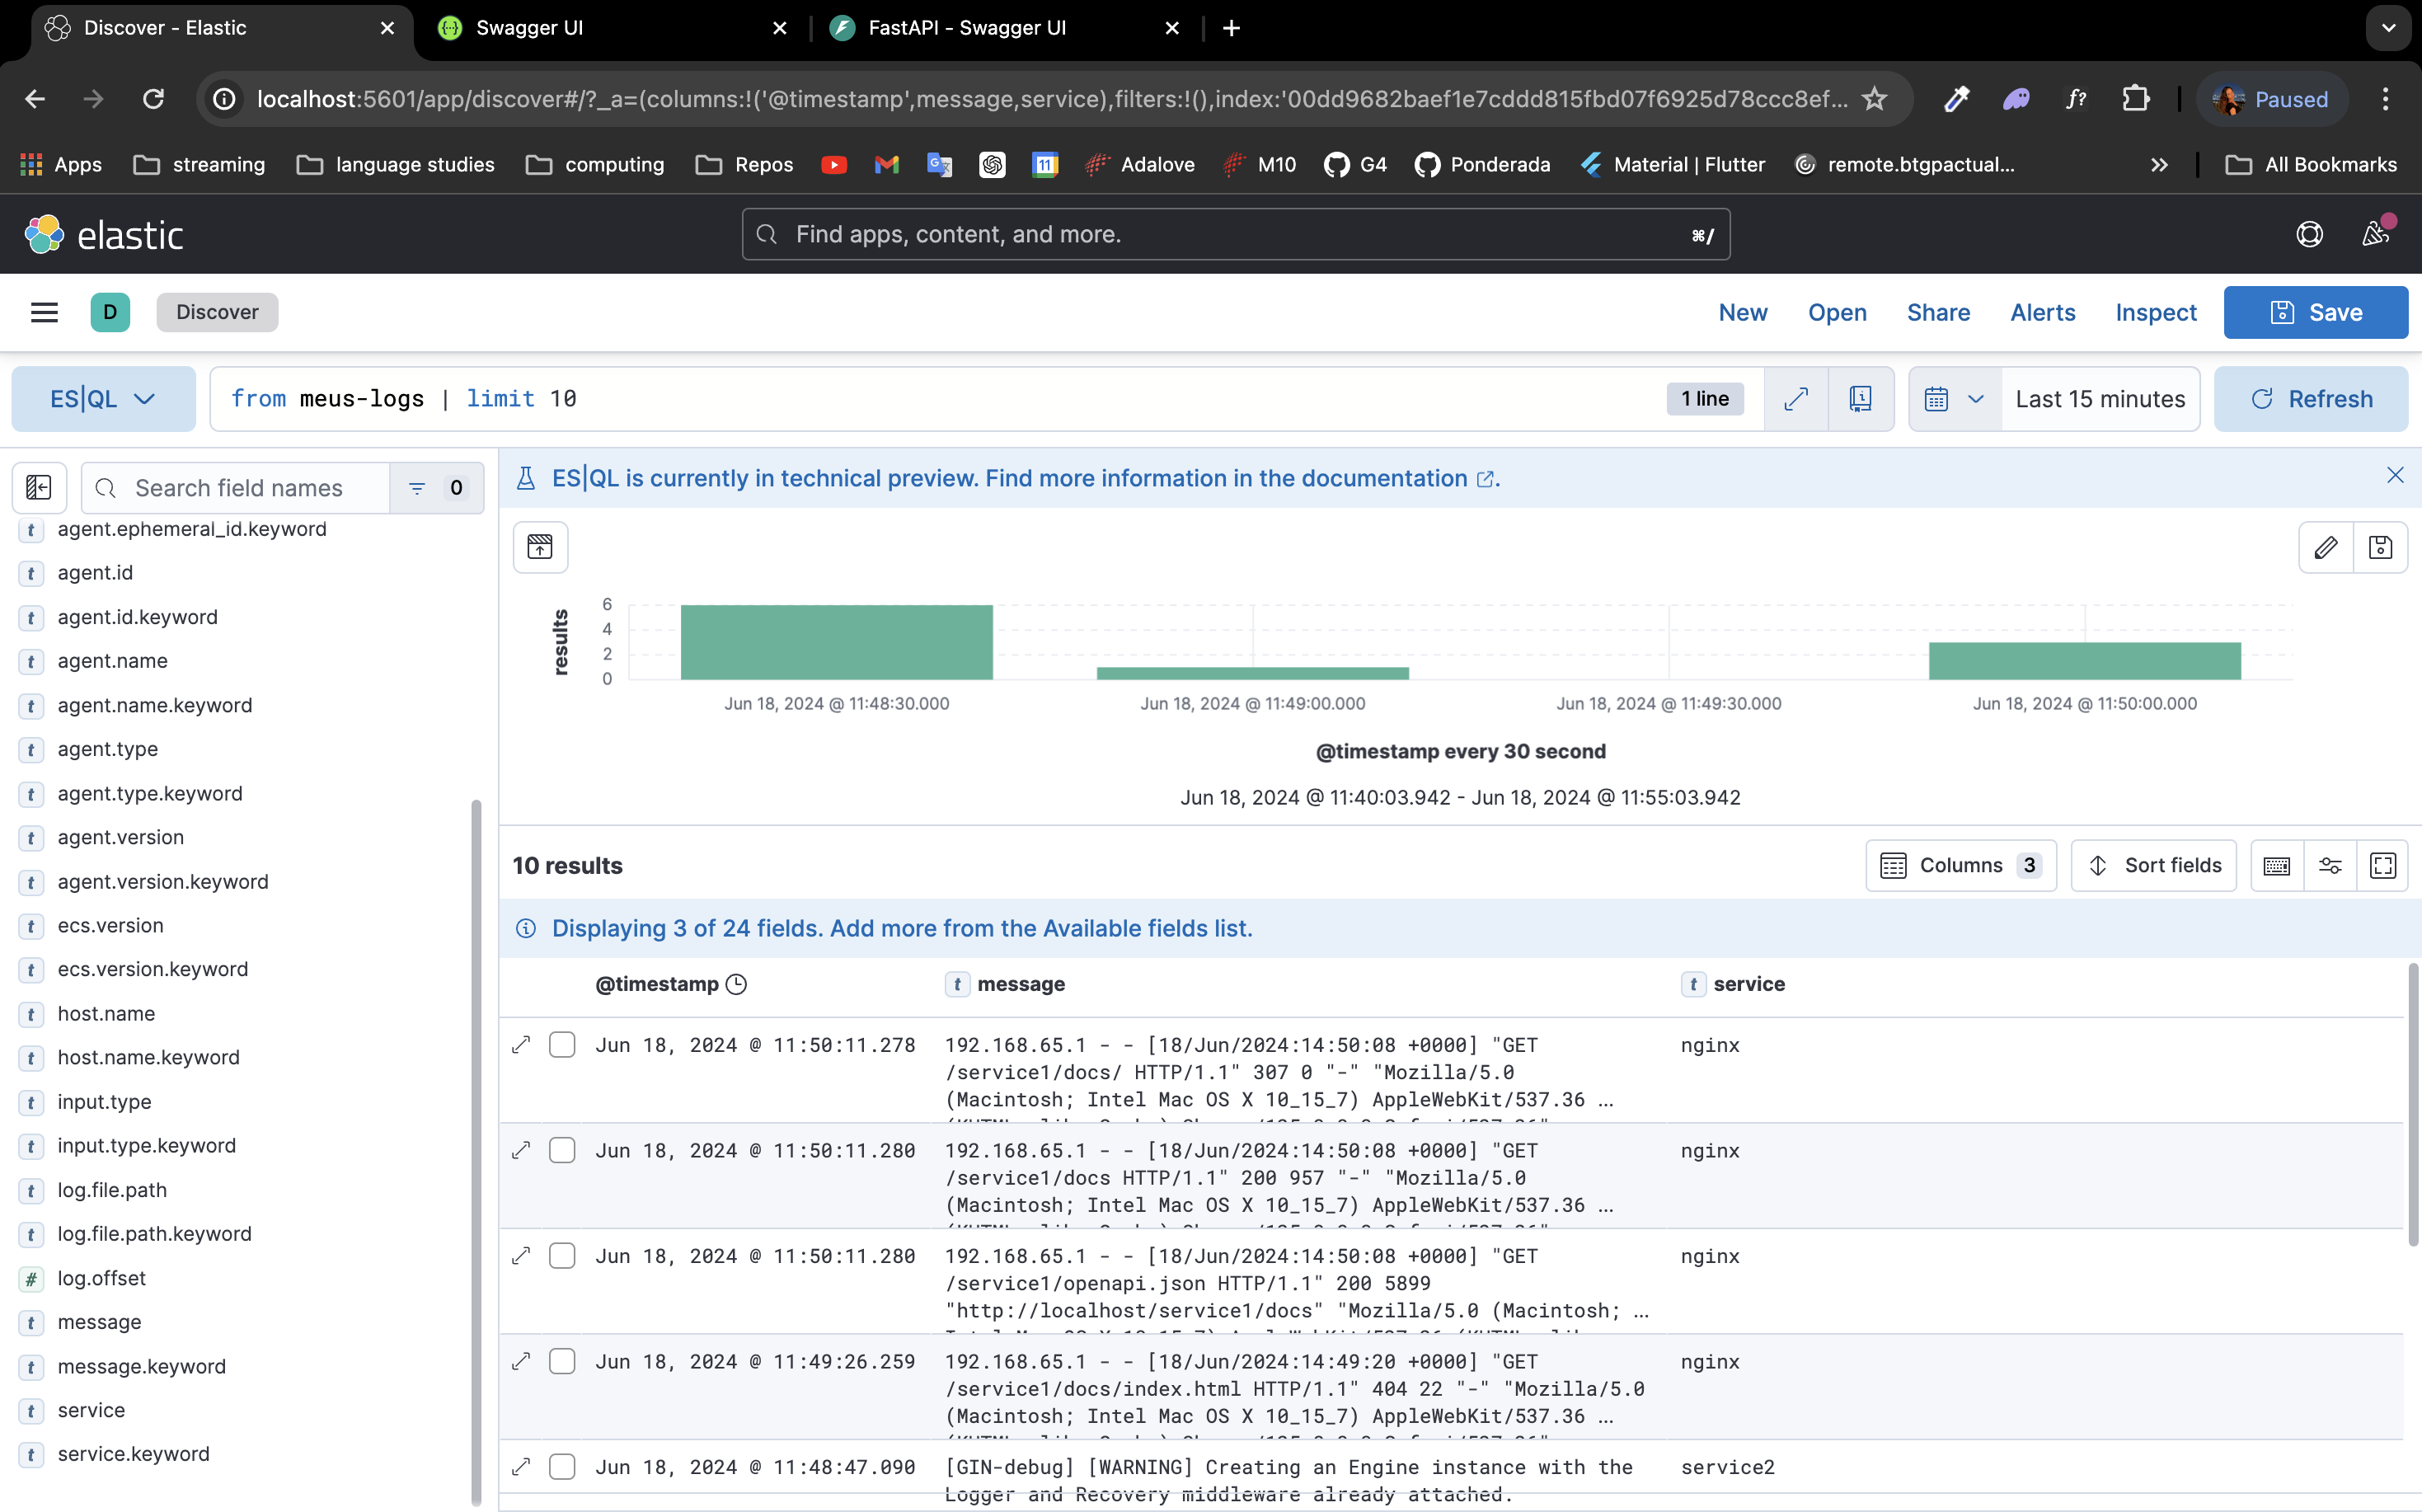 Discover - Elastic
Swagger UI
FastAPI - Swagger UI
localhost:5601/app/discover#/?_a=(columns:!('@timestamp',message,service),filters:!(),index:'00dd9682baef1e7cddd815fbd07f6925d78ccc8ef...
f?
Paused
Apps
streaming
language studies
computing
Repos
11
Adalove
M10
G4
Ponderada
Material | Flutter
remote.btgpactual...
All Bookmarks
elastic
Find apps, content, and more.
⌘/
D
Discover
New
Open
Share
Alerts
Inspect
Save
ES|QL
from meus-logs | limit 10
1 line
Last 15 minutes
Refresh
Search field names
0
t agent.ephemeral_id.keyword
t agent.id
t agent.id.keyword
t agent.name
t agent.name.keyword
t agent.type
t agent.type.keyword
t agent.version
t agent.version.keyword
t ecs.version
t ecs.version.keyword
t host.name
t host.name.keyword
t input.type
t input.type.keyword
t log.file.path
t log.file.path.keyword
# log.offset
t message
t message.keyword
t service
t service.keyword
ES|QL is currently in technical preview. Find more information in the documentation.
results
6
4
2
0
Jun 18, 2024 @ 11:48:30.000
Jun 18, 2024 @ 11:49:00.000
Jun 18, 2024 @ 11:49:30.000
Jun 18, 2024 @ 11:50:00.000
@timestamp every 30 second
Jun 18, 2024 @ 11:40:03.942 - Jun 18, 2024 @ 11:55:03.942
10 results
Columns 3
Sort fields
Displaying 3 of 24 fields. Add more from the Available fields list.
@timestamp
t message
t service
Jun 18, 2024 @ 11:50:11.278
192.168.65.1 - - [18/Jun/2024:14:50:08 +0000] "GET
/service1/docs/ HTTP/1.1" 307 0 "-" "Mozilla/5.0
(Macintosh; Intel Mac OS X 10_15_7) AppleWebKit/537.36 ...
nginx
Jun 18, 2024 @ 11:50:11.280
192.168.65.1 - - [18/Jun/2024:14:50:08 +0000] "GET
/service1/docs HTTP/1.1" 200 957 "-" "Mozilla/5.0
(Macintosh; Intel Mac OS X 10_15_7) AppleWebKit/537.36 ...
nginx
Jun 18, 2024 @ 11:50:11.280
192.168.65.1 - - [18/Jun/2024:14:50:08 +0000] "GET
/service1/openapi.json HTTP/1.1" 200 5899
"http://localhost/service1/docs" "Mozilla/5.0 (Macintosh; ...
nginx
Jun 18, 2024 @ 11:49:26.259
192.168.65.1 - - [18/Jun/2024:14:49:20 +0000] "GET
/service1/docs/index.html HTTP/1.1" 404 22 "-" "Mozilla/5.0
(Macintosh; Intel Mac OS X 10_15_7) AppleWebKit/537.36 ...
nginx
Jun 18, 2024 @ 11:48:47.090
[GIN-debug] [WARNING] Creating an Engine instance with the
Logger and Recovery middleware already attached.
service2